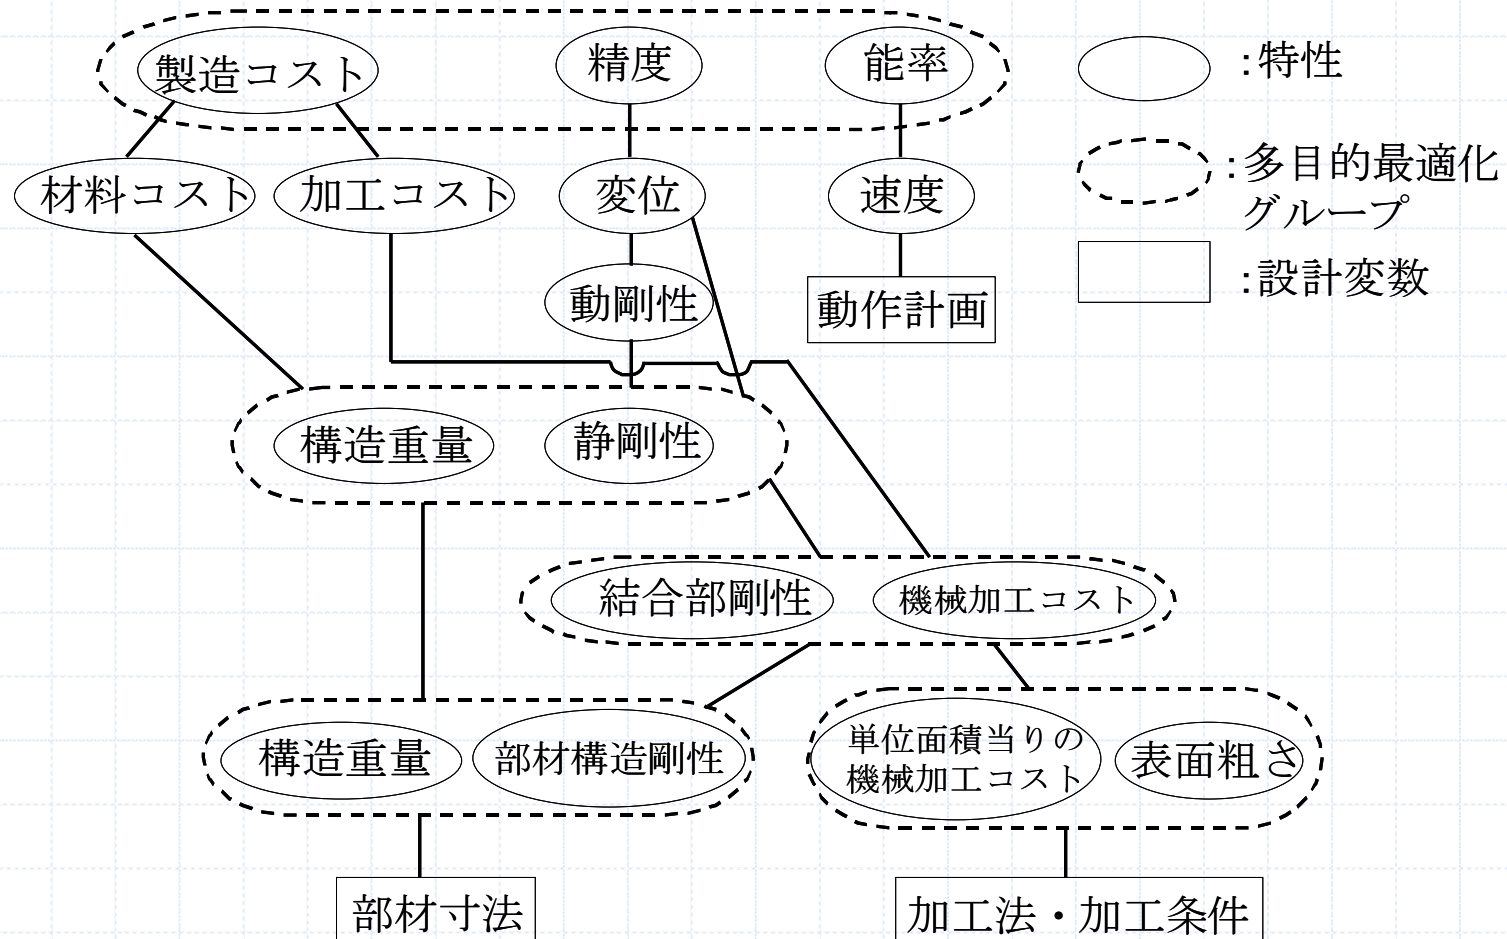 製造コスト
精度
能率
:特性
材料コスト
加工コスト
変位
速度
:多目的最適化
グループ
動剛性
動作計画
:設計変数
構造重量
静剛性
結合部剛性
機械加工コスト
構造重量
部材構造剛性
単位面積当りの
機械加工コスト
表面粗さ
部材寸法
加工法・加工条件